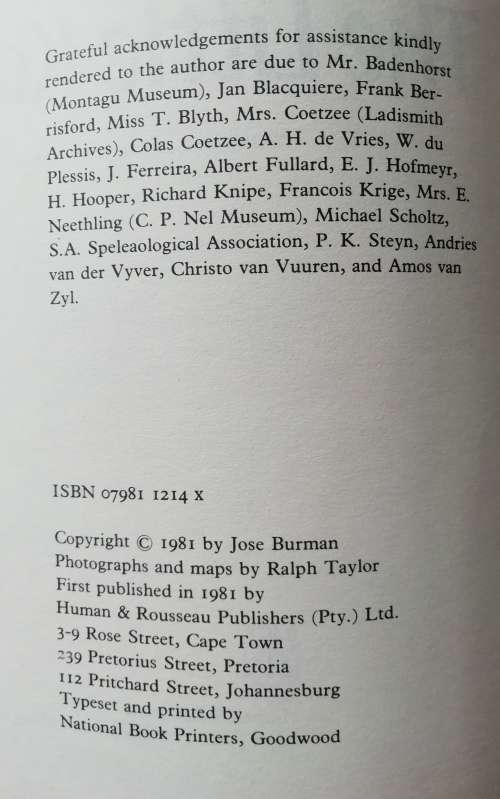 Grateful acknowledgements for assistance kindly
rendered to the author are due to Mr. Badenhorst
(Montagu Museum), Jan Blacquiere, Frank Ber-
risford, Miss T. Blyth, Mrs. Coetzee (Ladismith
Archives), Colas Coetzee, A. H. de Vries, W. du
Plessis, J. Ferreira, Albert Fullard, E. J. Hofmeyr,
H. Hooper, Richard Knipe, Francois Krige, Mrs. E.
Neethling (C. P. Nel Museum), Michael Scholtz,
S.A. Speleaological Association, P. K. Steyn, Andries
van der Vyver, Christo van Vuuren, and Amos van
Zyl.
ISBN 07981 1214 X
Copyright © 1981 by Jose Burman
Photographs and maps by Ralph Taylor
First published in 1981 by
Human & Rousseau Publishers (Pty.) Ltd.
3-9 Rose Street, Cape Town
239 Pretorius Street, Pretoria
112 Pritchard Street, Johannesburg
Typeset and printed by
National Book Printers, Goodwood